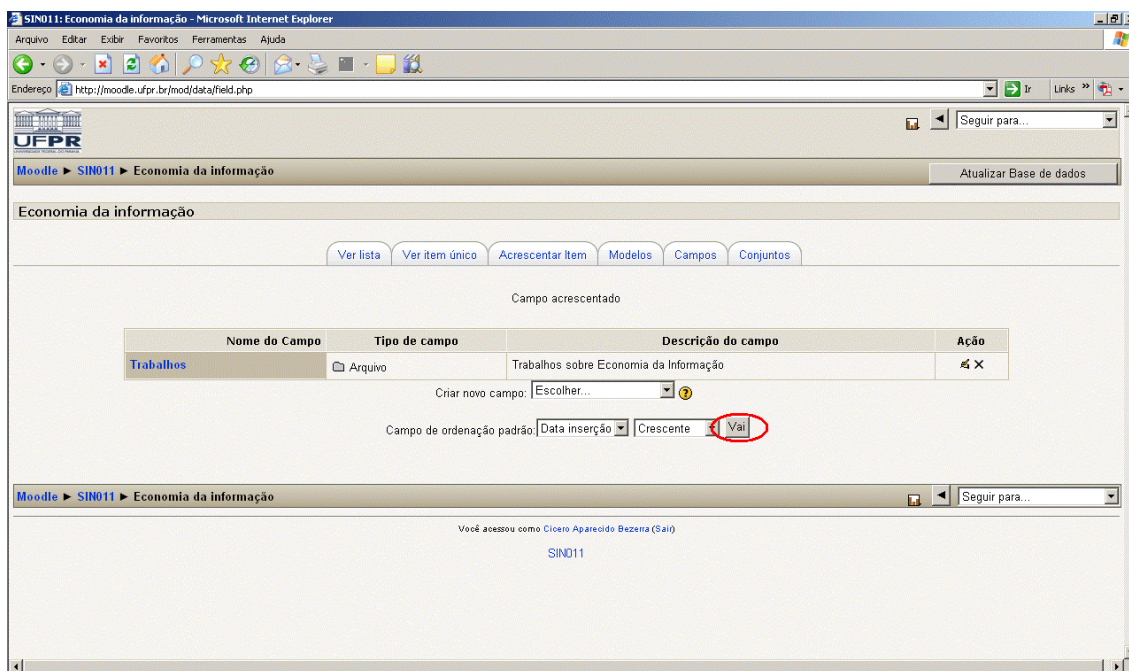 SIN011: Economia da informação - Microsoft Internet Explorer
Arquivo Editar Exibir Favoritos Ferramentas Ajuda
Endereço http://moodle.ufpr.br/mod/data/field.php Ir Links »
UFPR
Seguir para...
Moodle ► SIN011 ► Economia da informação Atualizar Base de dados
Economia da informação
Ver lista Ver item único Acrescentar Item Modelos Campos Conjuntos
Campo acrescentado
Nome do Campo Tipo de campo Descrição do campo Ação
Trabalhos Arquivo Trabalhos sobre Economia da Informação
Criar novo campo: Escolher... ?
Campo de ordenação padrão: Data inserção Crescente Vai
Moodle ► SIN011 ► Economia da informação Seguir para...
Você acessou como Cicero Aparecido Bezerra (Sair)
SIN011